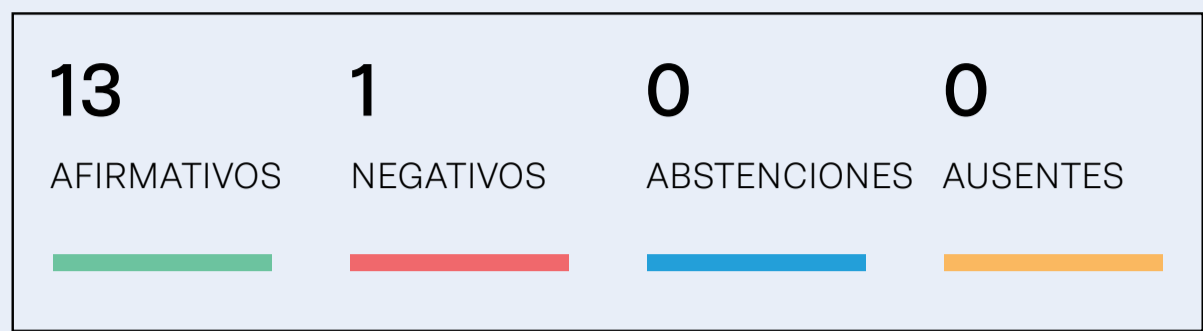 13 1 0 0
AFIRMATIVOS NEGATIVOS ABSTENCIONES AUSENTES